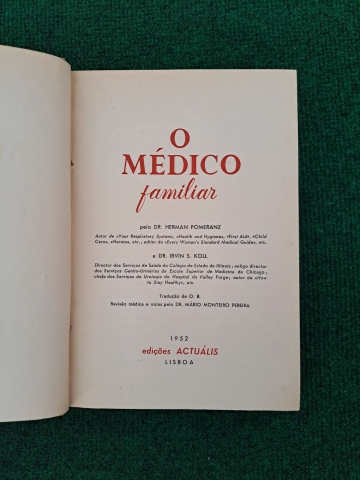 O
MÉDICO
familiar
pelo DR. HERMAN POMERANZ
Autor de «Your Respiratory System», «Health and Hygiene», «First Aid», «Child
Care», «Hernia», etc.; editor de «Every Woman's Standard Medical Guide», etc.
e DR. IRVIN S. KOLL
Director dos Serviços de Saúde do Colégio do Estado de Illinois; antigo director
dos Serviços Genito-Urinários da Escola Superior de Medicina de Chicago;
chefe dos Serviços de Urologia do Hospital de Valley Forge; autor de «How
to Stay Healthy», etc.
Tradução de O. B.
Revisão médica e notas pelo DR. MÁRIO MONTEIRO PEREIRA
1952
edições ACTUÁLIS
LISBOA